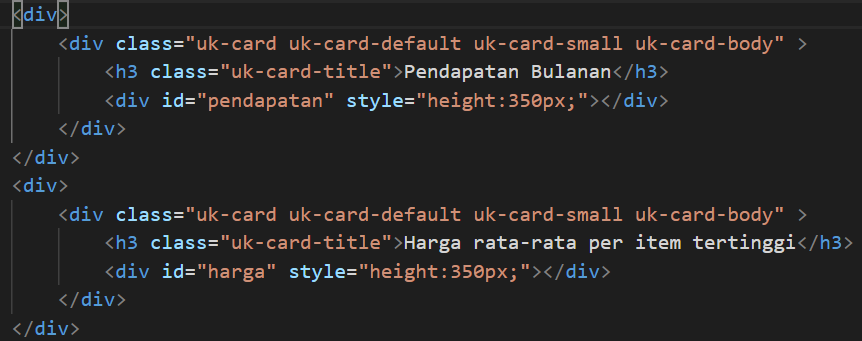 <div>
    <div class="uk-card uk-card-default uk-card-small uk-card-body" >
        <h3 class="uk-card-title">Pendapatan Bulanan</h3>
        <div id="pendapatan" style="height:350px;"></div>
    </div>
</div>
<div>
    <div class="uk-card uk-card-default uk-card-small uk-card-body" >
        <h3 class="uk-card-title">Harga rata-rata per item tertinggi</h3>
        <div id="harga" style="height:350px;"></div>
    </div>
</div>